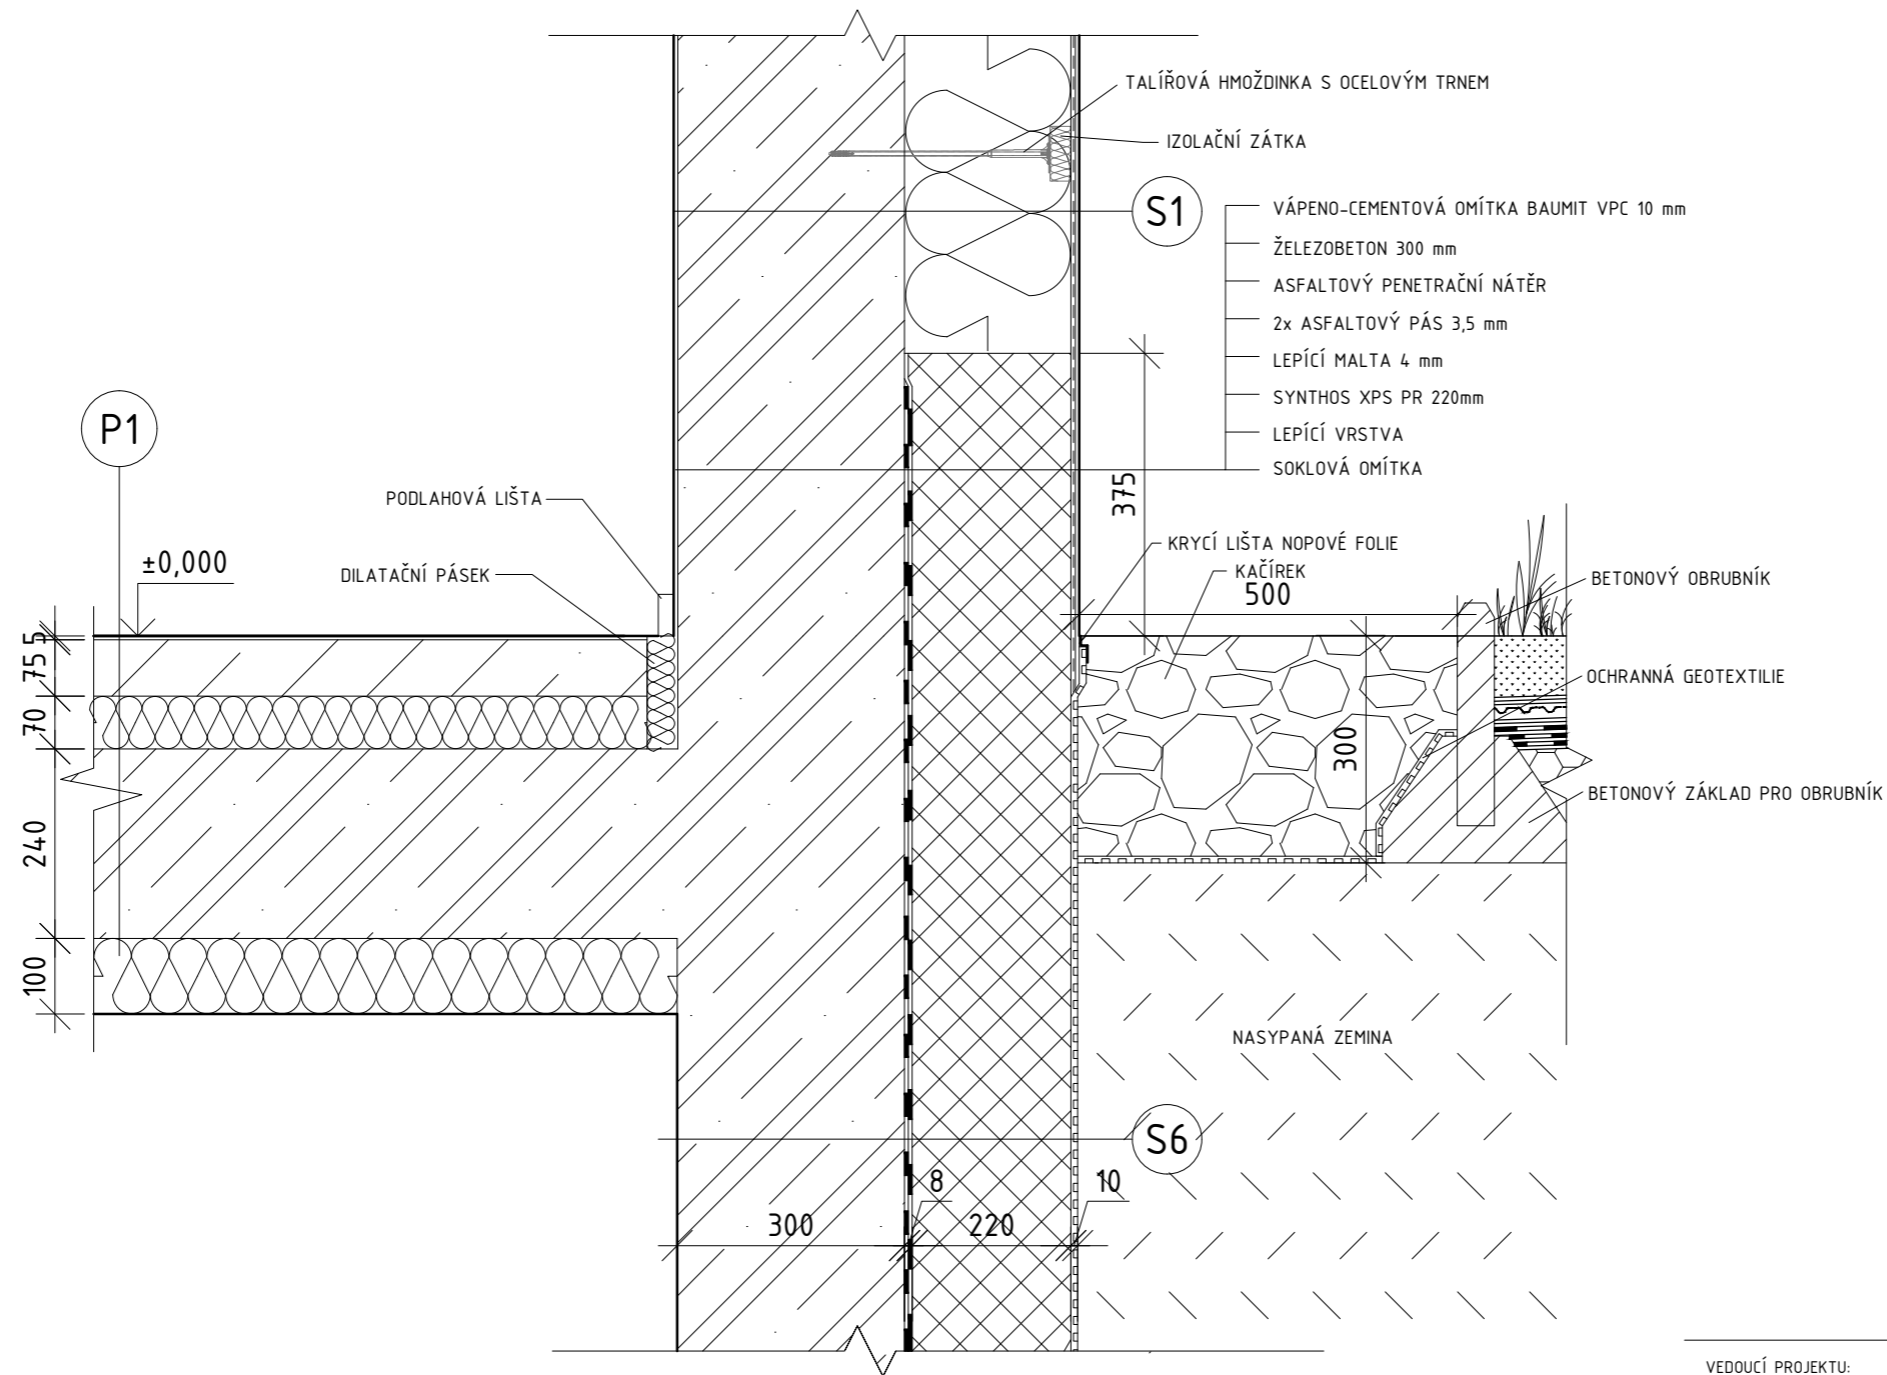 TALÍŘOVÁ HMOŽDINKA S OCELOVÝM TRNEM
IZOLAČNÍ ZÁTKA
S1
VÁPENO-CEMENTOVÁ OMÍTKA BAUMIT VPC 10 mm
ŽELEZOBETON 300 mm
ASFALTOVÝ PENETRAČNÍ NÁTĚR
2x ASFALTOVÝ PÁS 3,5 mm
LEPÍCÍ MALTA 4 mm
SYNTHOS XPS PR 220mm
LEPÍCÍ VRSTVA
SOKLOVÁ OMÍTKA
P1
375
PODLAHOVÁ LIŠTA
±0,000
DILATAČNÍ PÁSEK
KRYCÍ LIŠTA NOPOVÉ FOLIE
KAČÍREK
500
BETONOVÝ OBRUBNÍK
5
75
70
240
100
OCHRANNÁ GEOTEXTILIE
300
BETONOVÝ ZÁKLAD PRO OBRUBNÍK
NASYPANÁ ZEMINA
S6
8
10
300
220
VEDOUCÍ PROJEKTU: